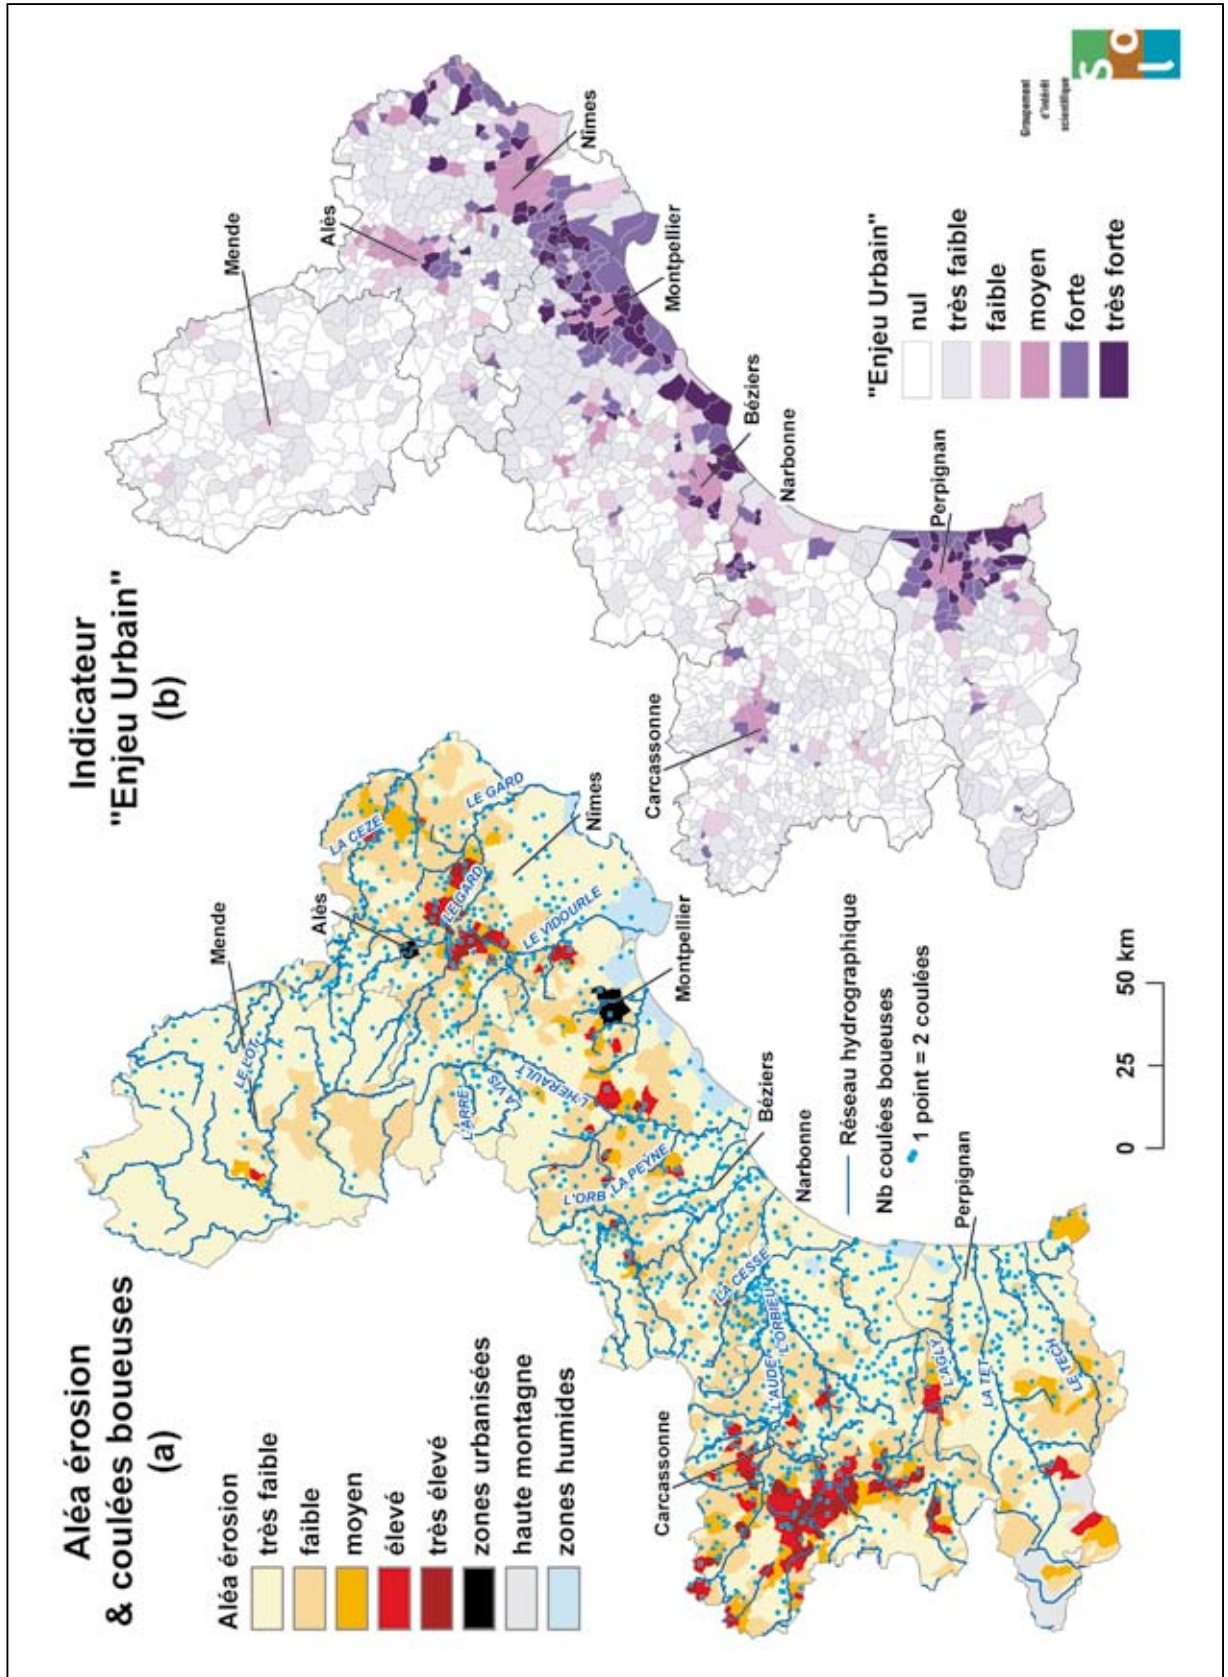 Aléa érosion
& coulées boueuses
(a)
Aléa érosion
très faible
faible
moyen
élevé
très élevé
zones urbanisées
haute montagne
zones humides
Mende
Alès
Nîmes
Montpellier
Béziers
Narbonne
Carcassonne
Perpignan
LE LOT
LA CEZE
LE GARD
LE GARD
LE VIDOURLE
L'ARRE
LA VIS
L'HERAULT
L'ORB
LA PEYNE
LA CESSE
L'AUDE
L'ORBIEU
L'AGLY
LA TET
LE TECH
Réseau hydrographique
Nb coulées boueuses
1 point = 2 coulées
0 25 50 km
Indicateur
"Enjeu Urbain"
(b)
Mende
Alès
Nîmes
Montpellier
Béziers
Narbonne
Carcassonne
Perpignan
"Enjeu Urbain"
nul
très faible
faible
moyen
forte
très forte
Groupement
d'intérêt
scientifique
Sol